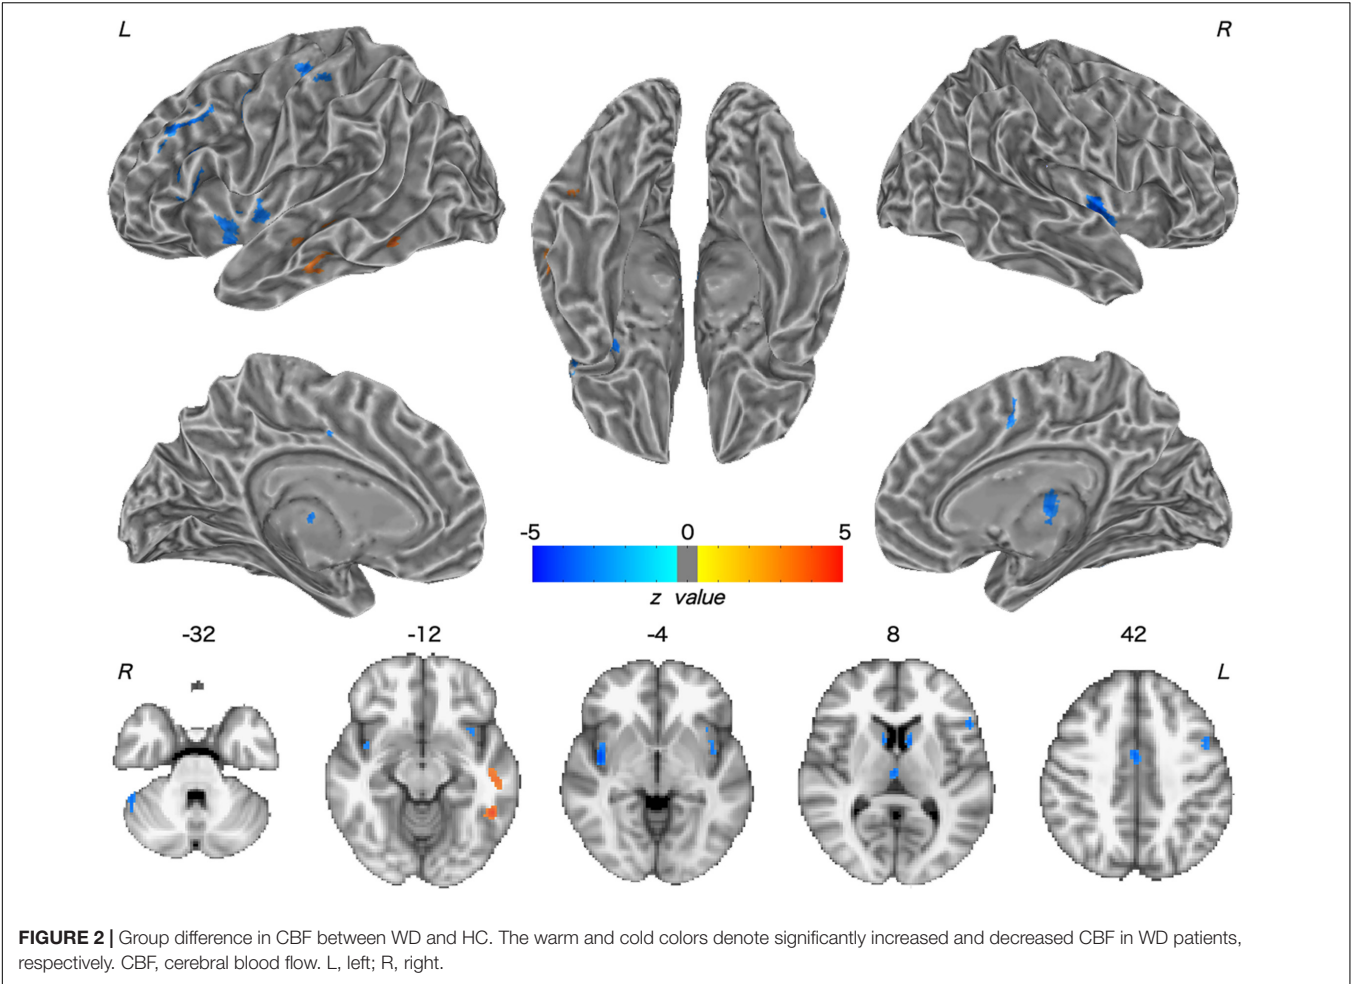 L
R
-5
0
5
z value
-32
-12
-4
8
42
R
L
FIGURE 2 | Group difference in CBF between WD and HC. The warm and cold colors denote significantly increased and decreased CBF in WD patients,
respectively. CBF, cerebral blood flow. L, left; R, right.